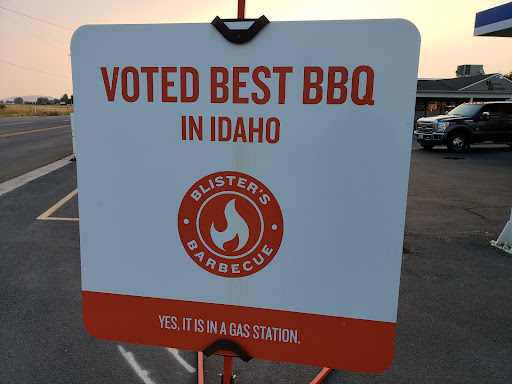 VOTED BEST BBQ
IN IDAHO
BLISTER'S
BARBECUE
YES, IT IS IN A GAS STATION.